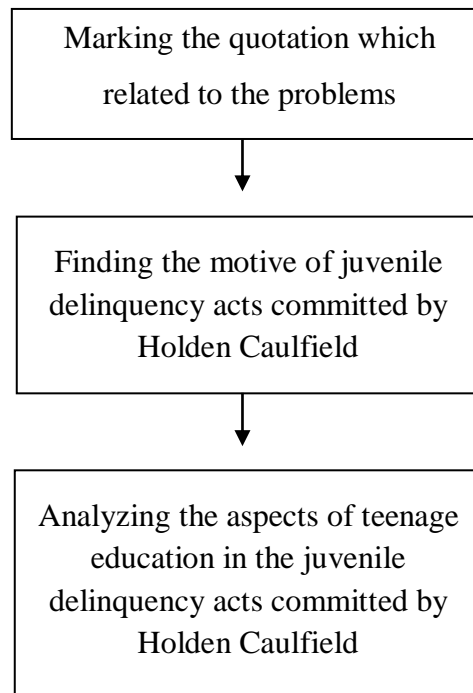 Marking the quotation which
related to the problems
Finding the motive of juvenile
delinquency acts committed by
Holden Caulfield
Analyzing the aspects of teenage
education in the juvenile
delinquency acts committed by
Holden Caulfield